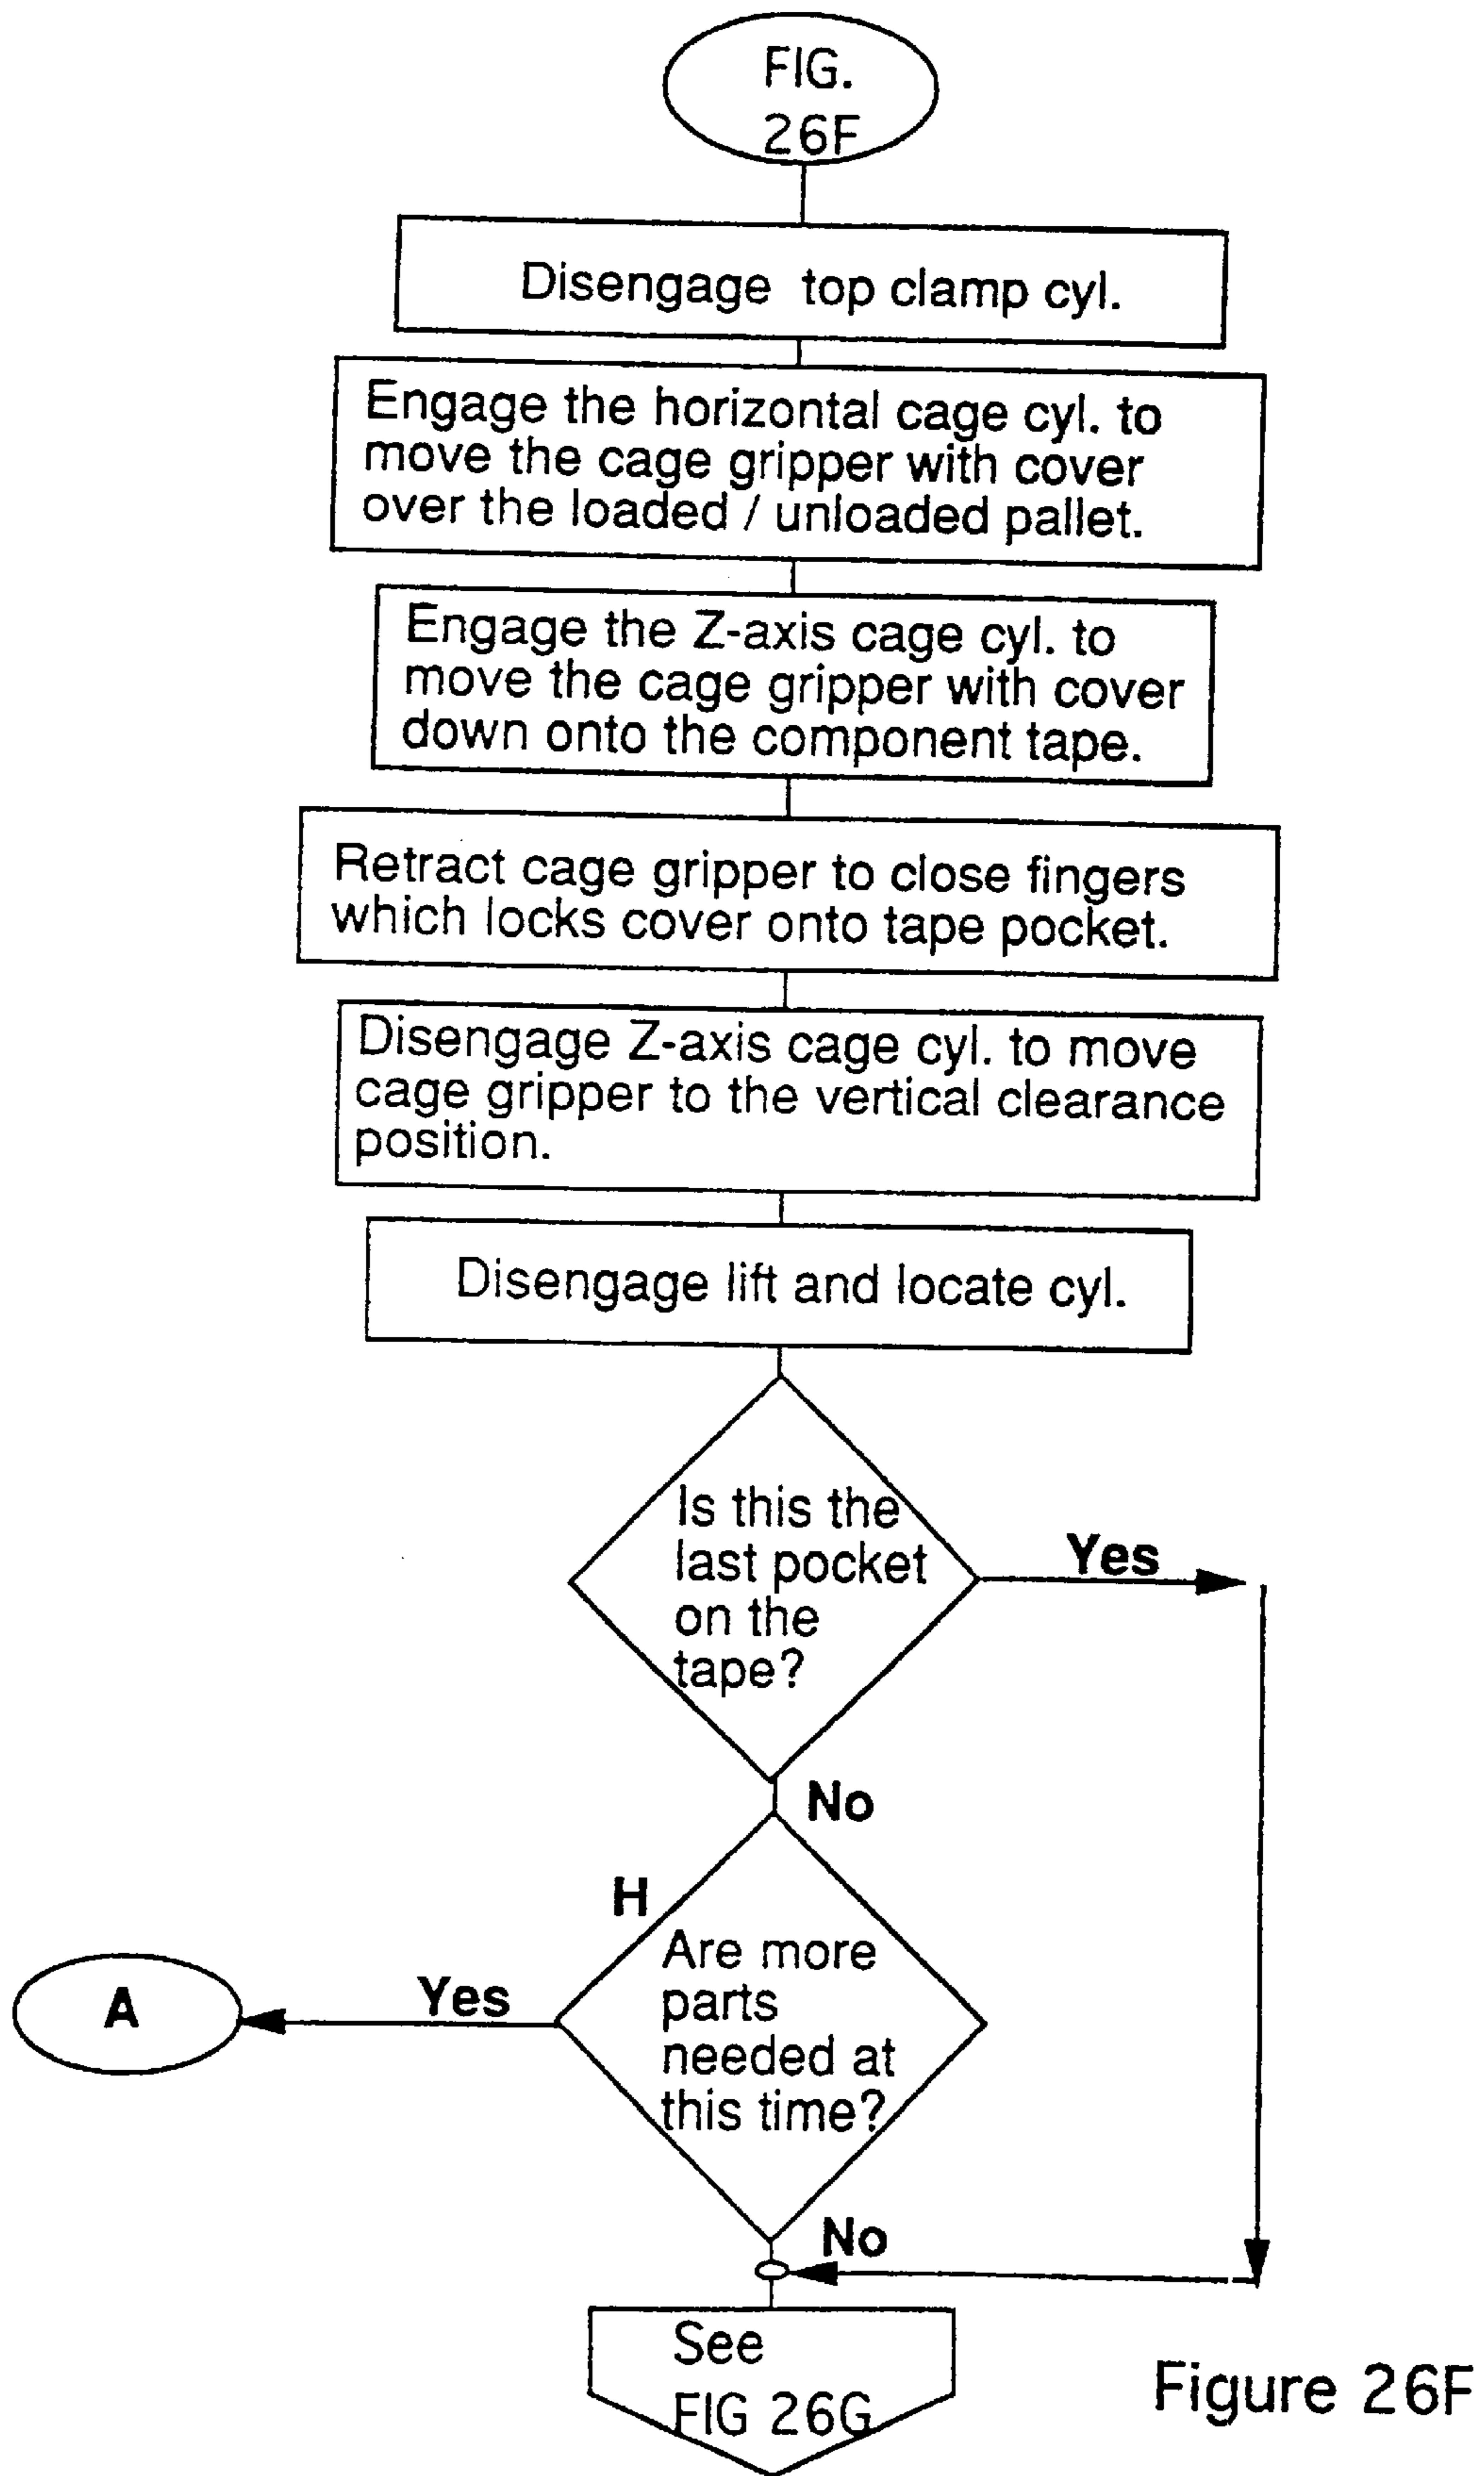 FIG.
26F
Disengage top clamp cyl.
Engage the horizontal cage cyl. to
move the cage gripper with cover
over the loaded / unloaded pallet.
Engage the Z-axis cage cyl. to
move the cage gripper with cover
down onto the component tape.
Retract cage gripper to close fingers
which locks cover onto tape pocket.
Disengage Z-axis cage cyl. to move
cage gripper to the vertical clearance
position.
Disengage lift and locate cyl.
Is this the
last pocket
on the
tape?
Yes
No
H
Are more
parts
needed at
this time?
Yes
A
No
See
FIG 26G
Figure 26F